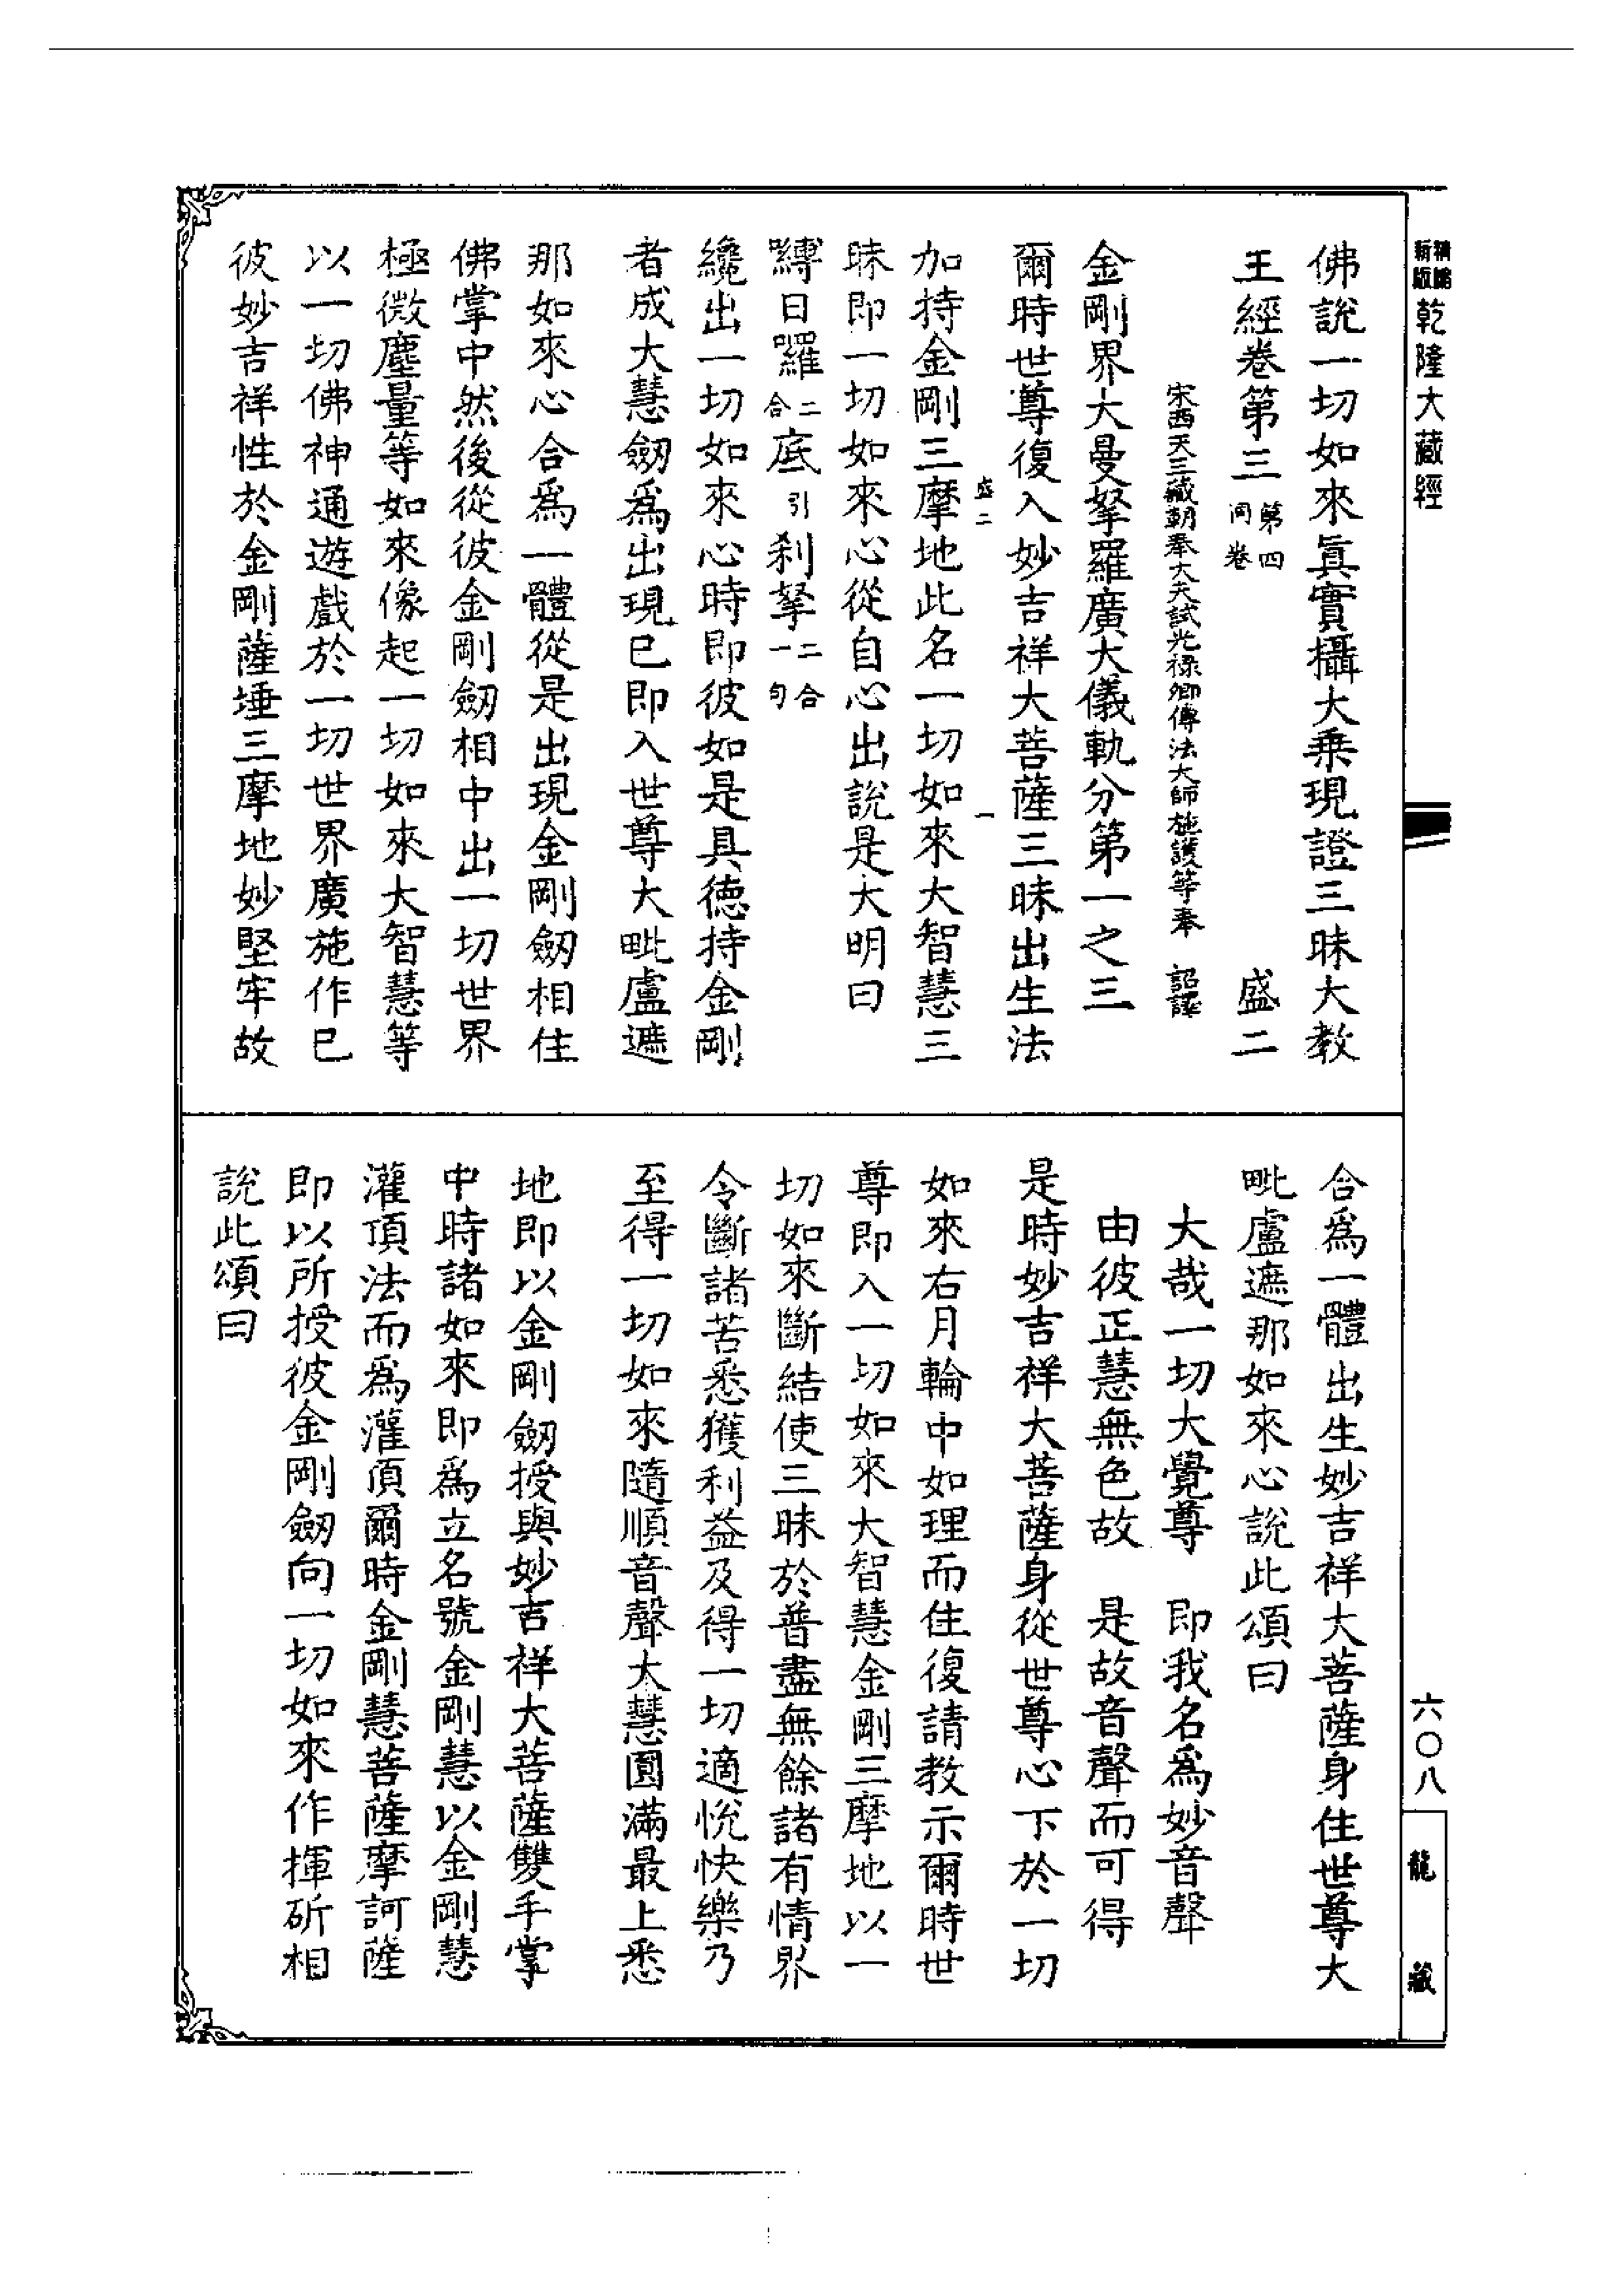 新版
精縮
乾隆大藏經
佛說一切如來眞實攝大乗現證三昧大教
王經卷第三 第四同卷 盛二
宋西天三藏朝奉大夫試光祿卿傳法大師施護等奉 詔譯
金剛界大曼拏羅廣大儀軌分第一之三
爾時世尊復入妙吉祥大菩薩三昧出生法
盛二 一
加持金剛三摩地此名一切如來大智慧三
昧即一切如來心從自心出說是大明曰
嚩日囉二合底引刹拏二合一句
纔出一切如來心時即彼如是具德持金剛
者成大慧劒爲出現已即入世尊大毗盧遮
那如來心合爲一體從是出現金剛劒相住
佛掌中然後從彼金剛劒相中出一切世界
極微塵量等如來像起一切如來大智慧等
以一切佛神通遊戲於一切世界廣施作已
彼妙吉祥性於金剛薩埵三摩地妙堅牢故
合爲一體出生妙吉祥大菩薩身住世尊大
毗盧遮那如來心說此頌曰
大哉一切大覺尊 即我名爲妙音聲
由彼正慧無色故 是故音聲而可得
是時妙吉祥大菩薩身從世尊心下於一切
如來右月輪中如理而住復請教示爾時世
尊即入一切如來大智慧金剛三摩地以一
切如來斷結使三昧於普盡無餘諸有情界
令斷諸苦悉獲利益及得一切適悅快樂乃
至得一切如來隨順音聲大慧圓滿最上悉
地即以金剛劒授與妙吉祥大菩薩雙手掌
中時諸如來即爲立名號金剛慧以金剛慧
灌頂法而爲灌頂爾時金剛慧菩薩摩訶薩
即以所授彼金剛劒向一切如來作揮斫相
說此頌曰
六〇八
龍藏